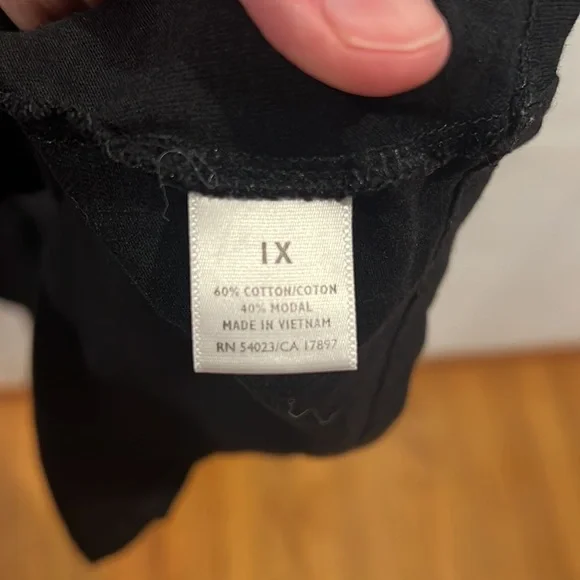 1X
60% COTTON/COTON
40% MODAL
MADE IN VIETNAM
RN 54023/CA 17897